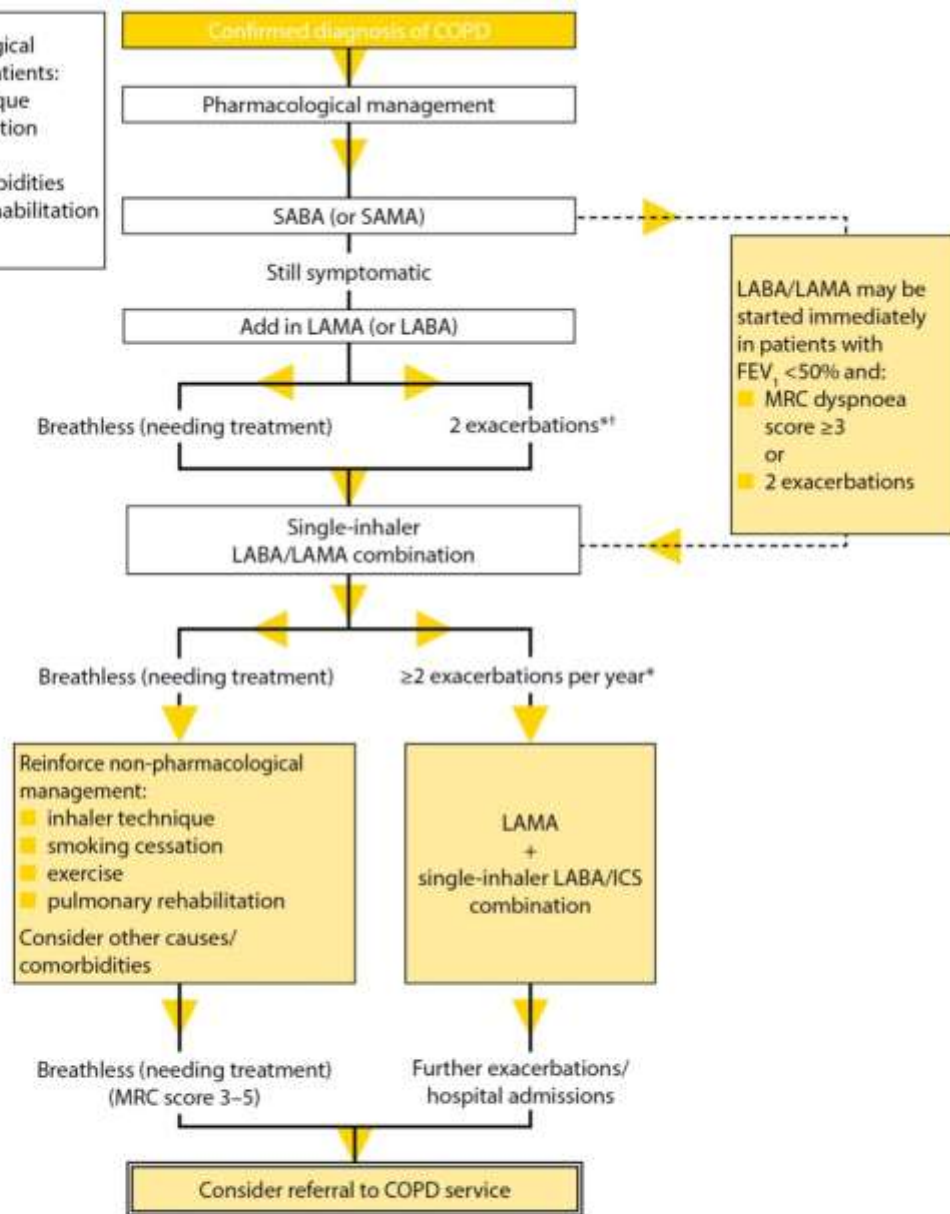 gical
atients:
que
tion
bidities
habilitation
Confirmed diagnosis of COPD
Pharmacological management
SABA (or SAMA)
Still symptomatic
Add in LAMA (or LABA)
Breathless (needing treatment)
2 exacerbations*†
LABA/LAMA may be
started immediately
in patients with
FEV₁ <50% and:
MRC dyspnoea
score ≥3
or
2 exacerbations
Single-inhaler
LABA/LAMA combination
Breathless (needing treatment)
≥2 exacerbations per year*
Reinforce non-pharmacological
management:
inhaler technique
smoking cessation
exercise
pulmonary rehabilitation
Consider other causes/
comorbidities
LAMA
+
single-inhaler LABA/ICS
combination
Breathless (needing treatment)
(MRC score 3–5)
Further exacerbations/
hospital admissions
Consider referral to COPD service